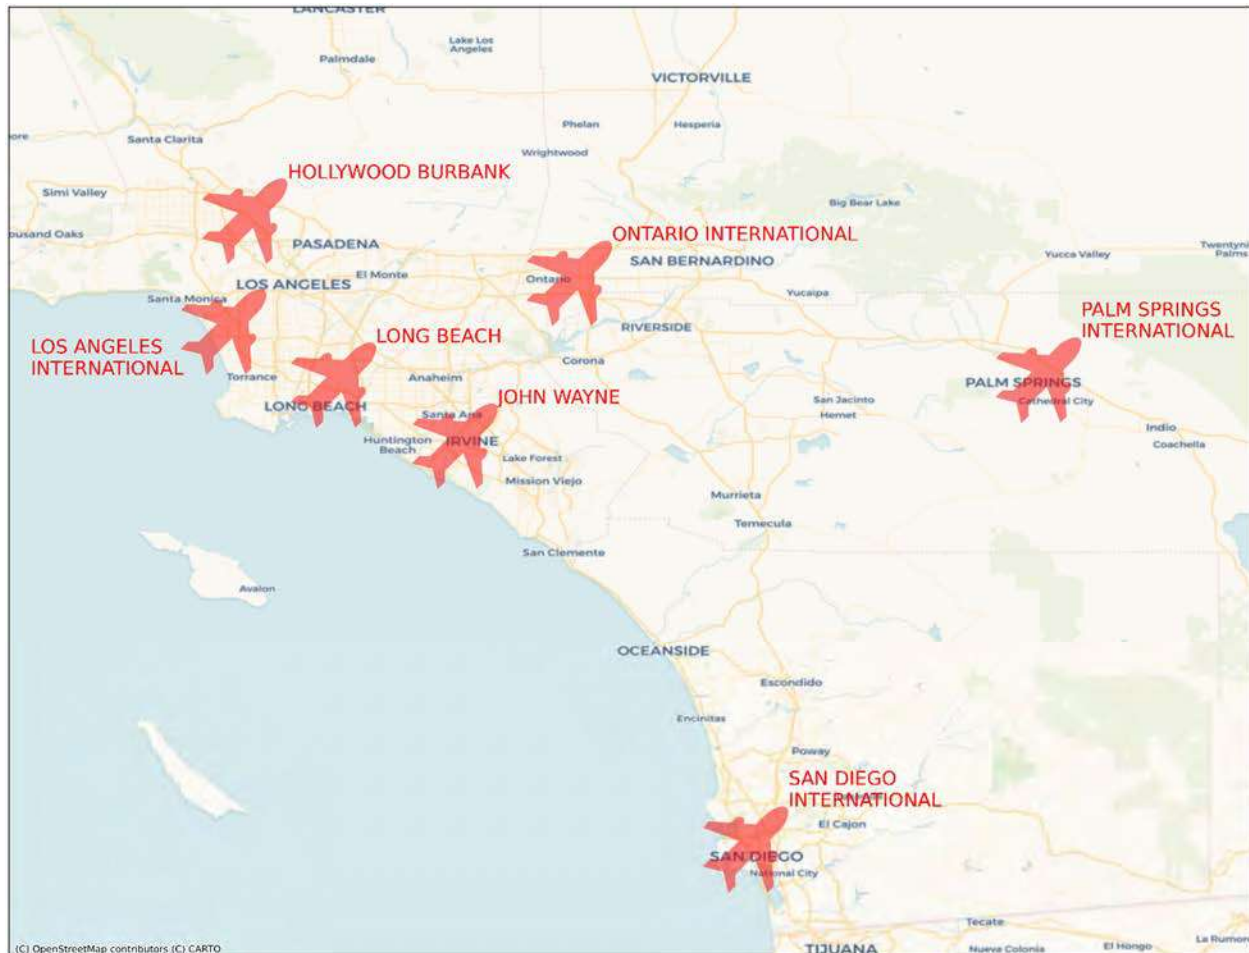 LANCASTER
Lake Los
Angeles
Palmdale
VICTORVILLE
Phelan
Hesperia
Santa Clarita
Wrightwood
HOLLYWOOD BURBANK
Simi Valley
Big Bear Lake
ousand Oaks
PASADENA
ONTARIO INTERNATIONAL
Twentynin
Palms
Yucca Valley
SAN BERNARDINO
El Monte
Ontario
LOS ANGELES
Santa Monica
Yucaipa
PALM SPRINGS
INTERNATIONAL
RIVERSIDE
LONG BEACH
LOS ANGELES
INTERNATIONAL
Corona
Torrance
Anaheim
PALM SPRINGS
Cathedral City
JOHN WAYNE
San Jacinto
LONG BEACH
Santa Ana
Hemet
Huntington
Beach
IRVINE
Indio
Coachella
Lake Forest
Mission Viejo
Murrieta
Temecula
San Clemente
Avalon
OCEANSIDE
Escondido
Encinitas
Poway
SAN DIEGO
INTERNATIONAL
El Cajon
SAN DIEGO
National City
Tecate
La Rumoro
TIJUANA
Nueva Colonia
El Hongo
(C) OpenStreetMap contributors (C) CARTO